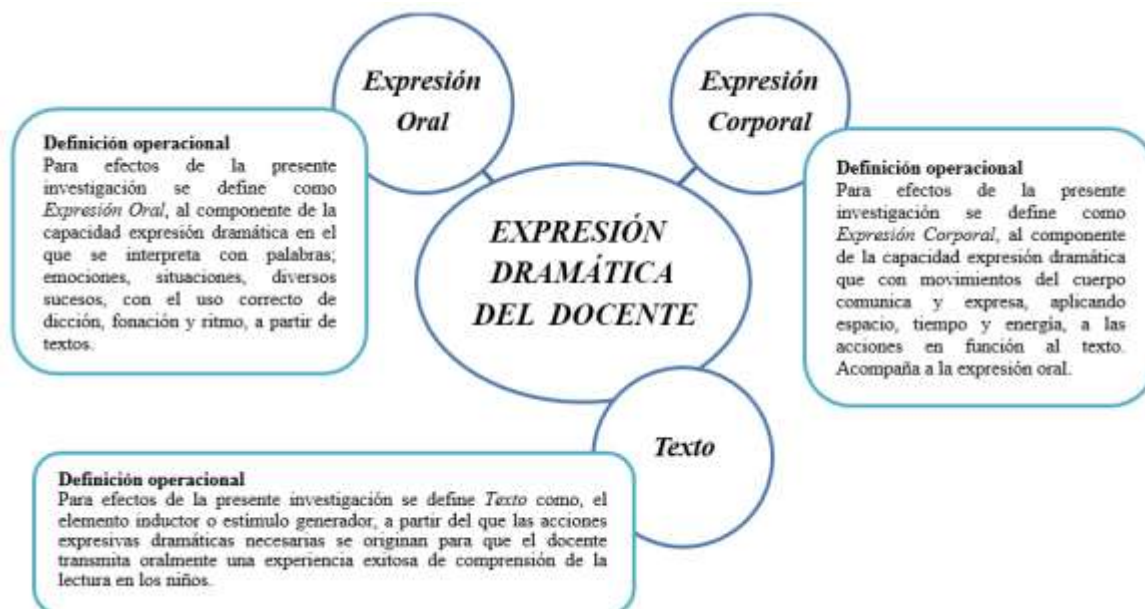 Expresión
Oral
Expresión
Corporal
Definición operacional
Para efectos de la presente
investigación se define como
Expresión Oral, al componente de la
capacidad expresión dramática en el
que se interpreta con palabras;
emociones, situaciones, diversos
sucesos, con el uso correcto de
dicción, fonación y ritmo, a partir de
textos.
EXPRESIÓN
DRAMÁTICA
DEL DOCENTE
Definición operacional
Para efectos de la presente
investigación se define como
Expresión Corporal, al componente
de la capacidad expresión dramática
que con movimientos del cuerpo
comunica y expresa, aplicando
espacio, tiempo y energía, a las
acciones en función al texto.
Acompaña a la expresión oral.
Texto
Definición operacional
Para efectos de la presente investigación se define Texto como, el
elemento inductor o estímulo generador, a partir del que las acciones
expresivas dramáticas necesarias se originan para que el docente
transmita oralmente una experiencia exitosa de comprensión de la
lectura en los niños.